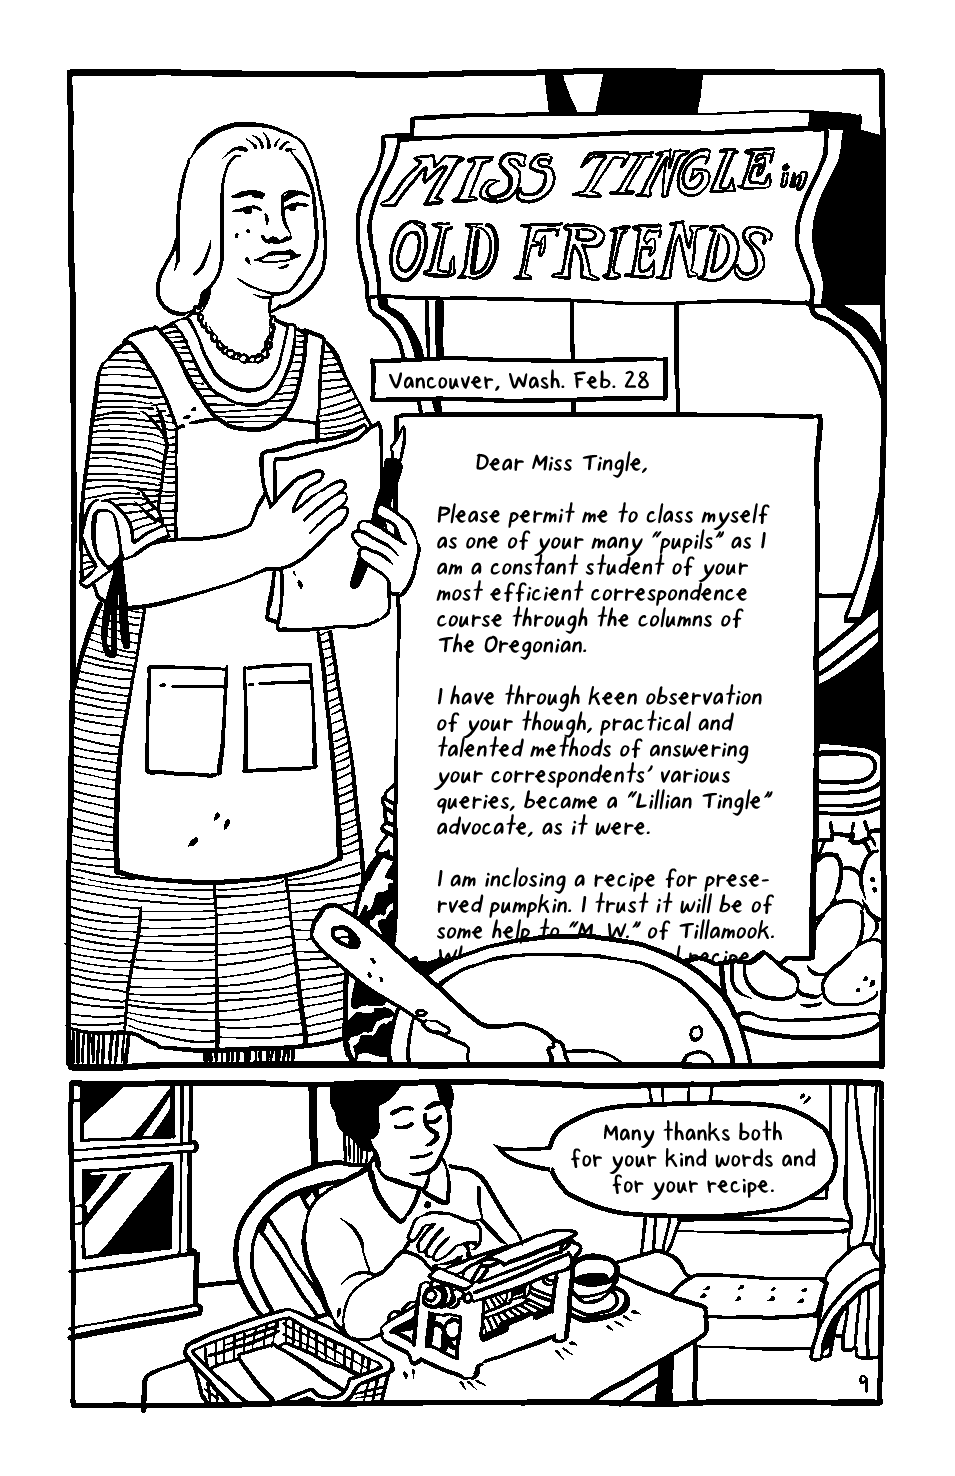 MISS TINGLE in
OLD FRIENDS
Vancouver, Wash. Feb. 28
Dear Miss Tingle,
Please permit me to class myself
as one of your many "pupils" as I
am a constant student of your
most efficient correspondence
course through the columns of
The Oregonian.
I have through keen observation
of your though, practical and
talented methods of answering
your correspondents' various
queries, became a "Lillian Tingle"
advocate, as it were.
I am inclosing a recipe for prese-
rved pumpkin. I trust it will be of
some help to "M. W." of Tillamook.
recipe
Many thanks both
for your kind words and
for your recipe.
9